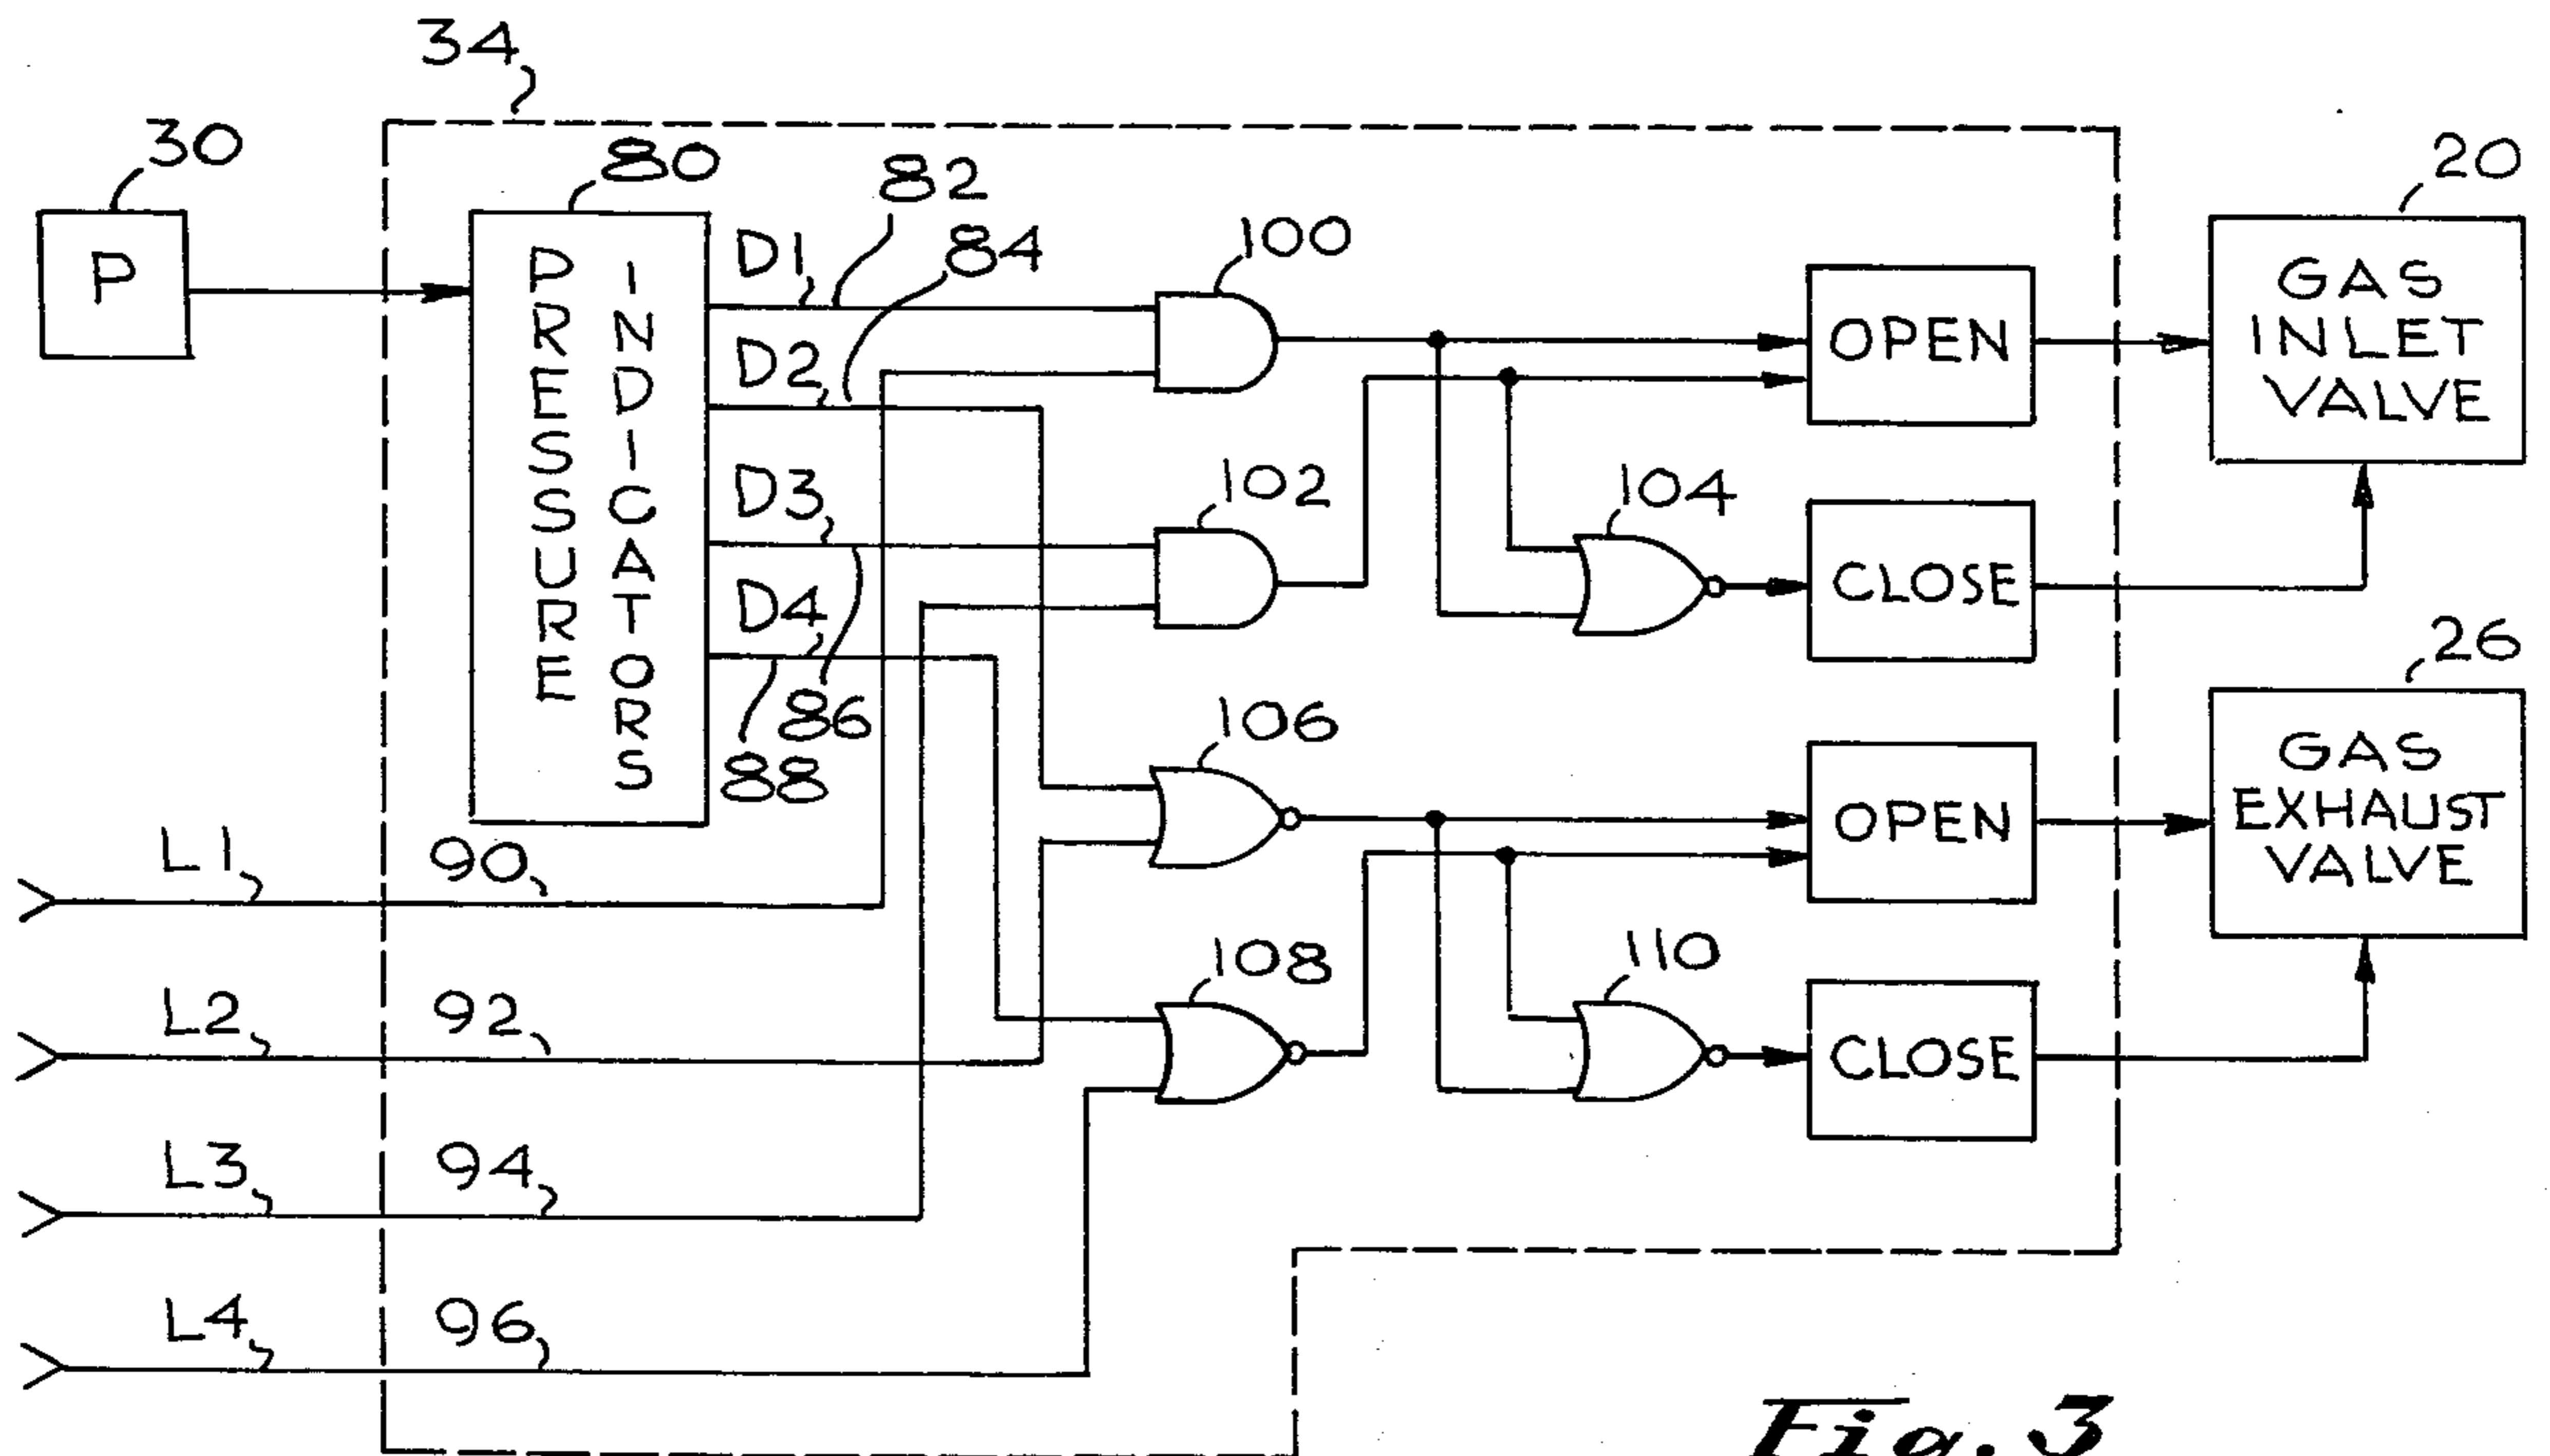 34
30
80
82
20
P
D1
84
100
PRESSURE
INDICATORS
D2
OPEN
GAS
INLET
VALVE
D3
102
104
D4
CLOSE
26
86
88
106
GAS
EXHAUST
VALVE
OPEN
L1
90
108
110
L2
92
CLOSE
L3
94
L4
96
Fig. 3